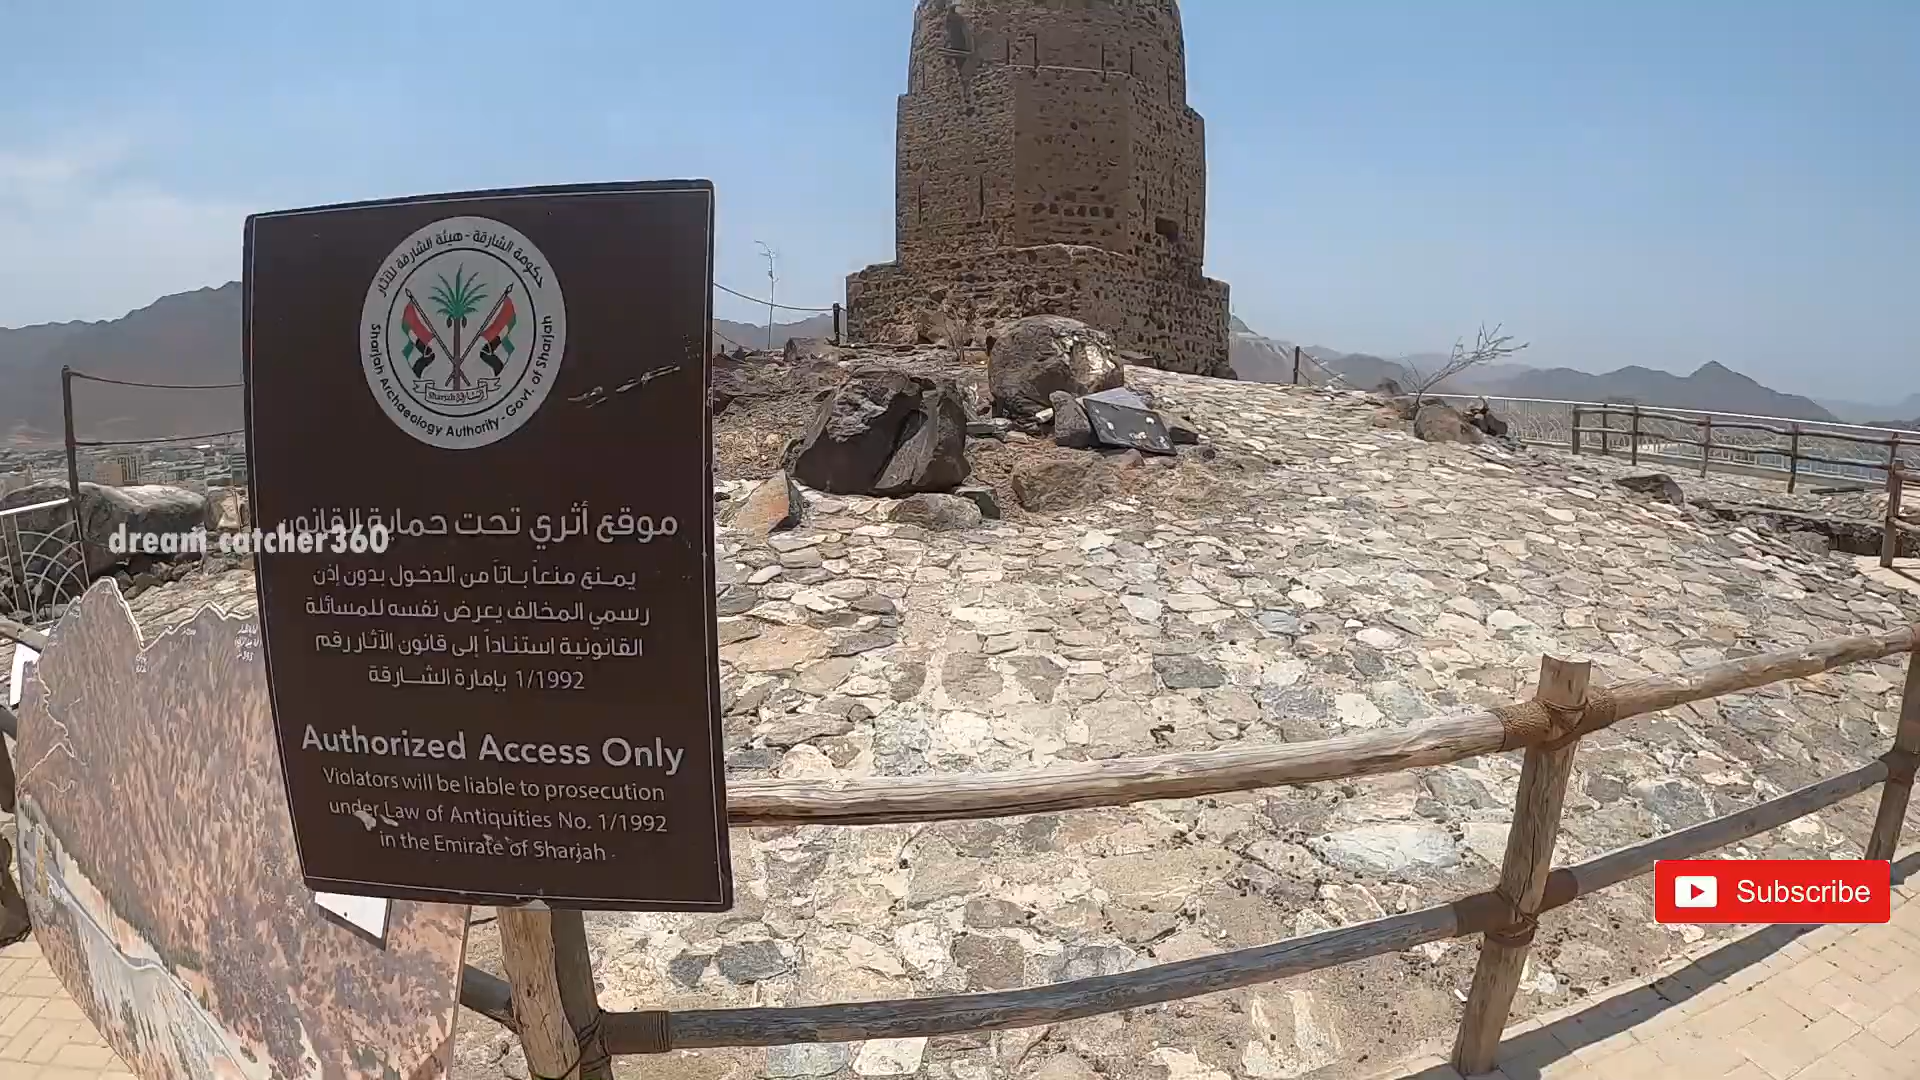 حكومة الشارقة - هيئة الشارقة للآثار
Sharjah الشارقة
Sharjah Archaeology Authority - Govt. of Sharjah
موقع أثري تحت حماية القانون
dream catcher360
يمنع منعاً باتاً من الدخول بدون إذن
رسمي المخالف يعرض نفسه للمسائلة
القانونية استناداً إلى قانون الآثار رقم
1/1992 بإمارة الشارقة
Authorized Access Only
Violators will be liable to prosecution
under Law of Antiquities No. 1/1992
in the Emirate of Sharjah
Subscribe